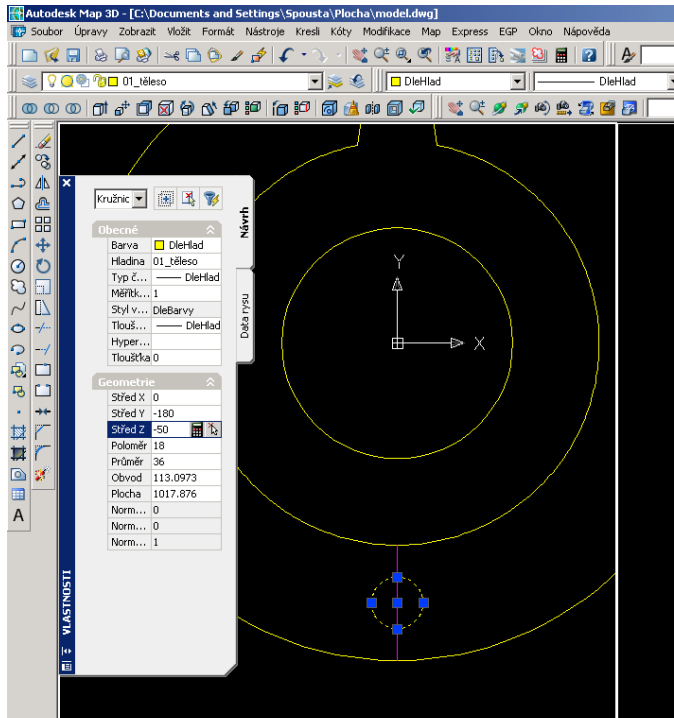 Autodesk Map 3D - [C:\Documents and Settings\Spousta\Plocha\model.dwg]
Soubor Úpravy Zobrazit Vložit Formát Nástroje Kresli Kóty Modifikace Map Express EGP Okno Nápověda
01_těleso DleHlad DleHlad
Kružnic
Návrh
Data rysu
Obecné
Barva DleHlad
Hladina 01_těleso
Typ č... DleHlad
Měřítk... 1
Styl v... DleBarvy
Tlouš... DleHlad
Hyper...
Tloušťka 0
Geometrie
Střed X 0
Střed Y -180
Střed Z -50
Poloměr 18
Průměr 36
Obvod 113.0973
Plocha 1017.876
Norm... 0
Norm... 0
Norm... 1
VLASTNOSTI
A
Y
X